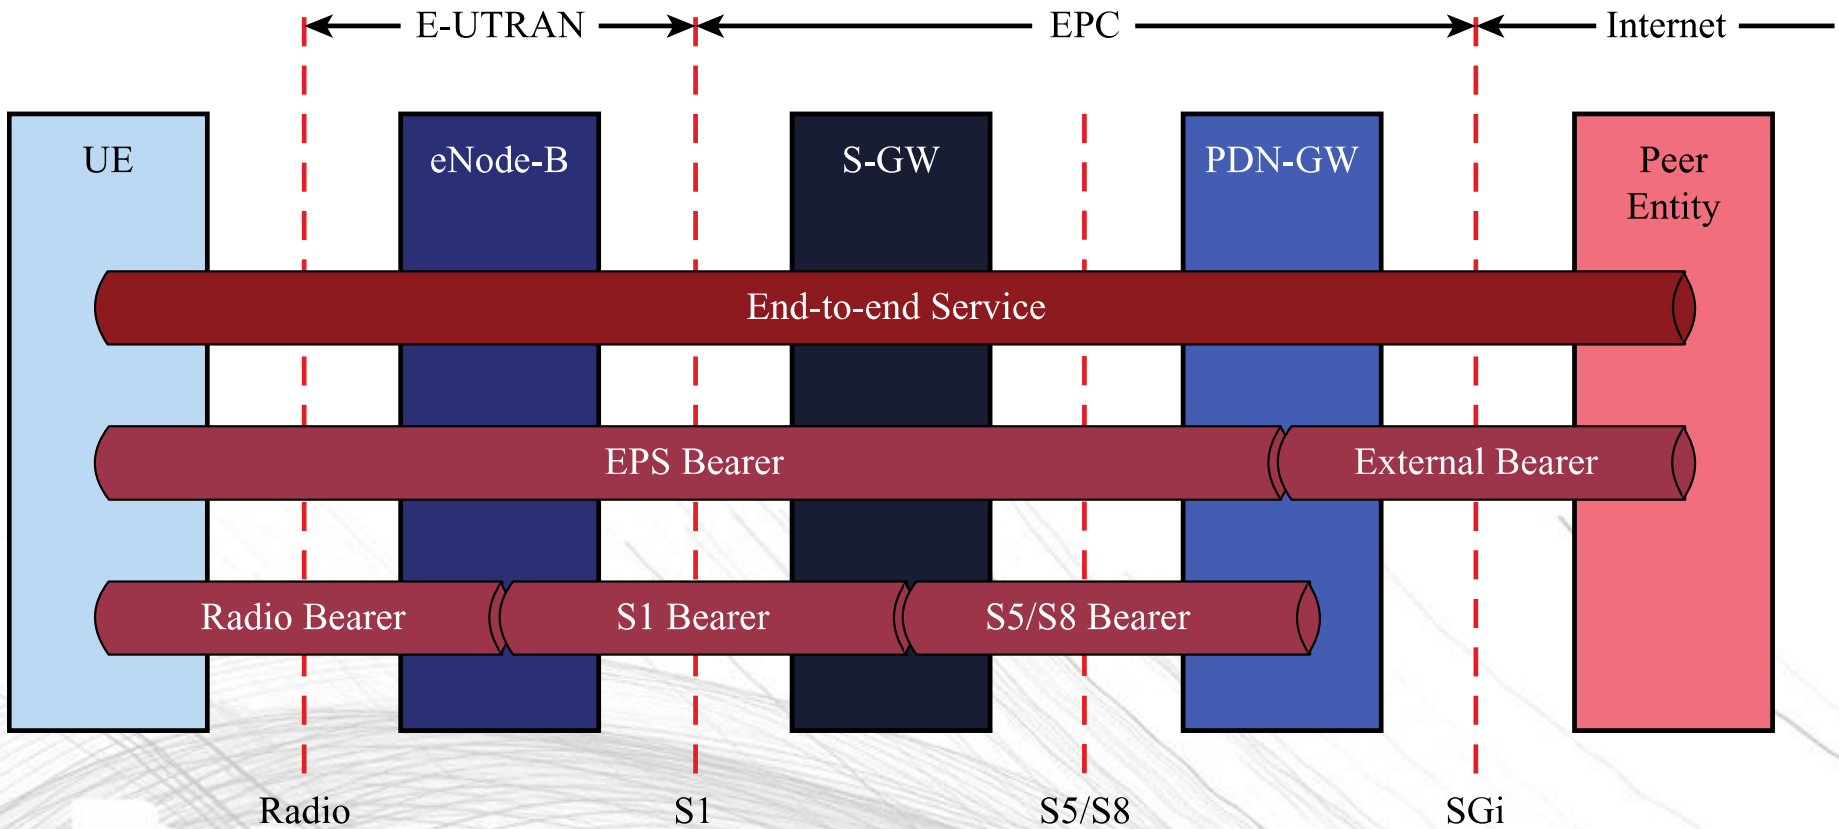 E-UTRAN
EPC
Internet
UE
eNode-B
S-GW
PDN-GW
Peer
Entity
End-to-end Service
EPS Bearer
External Bearer
Radio Bearer
S1 Bearer
S5/S8 Bearer
Radio
S1
S5/S8
SGi